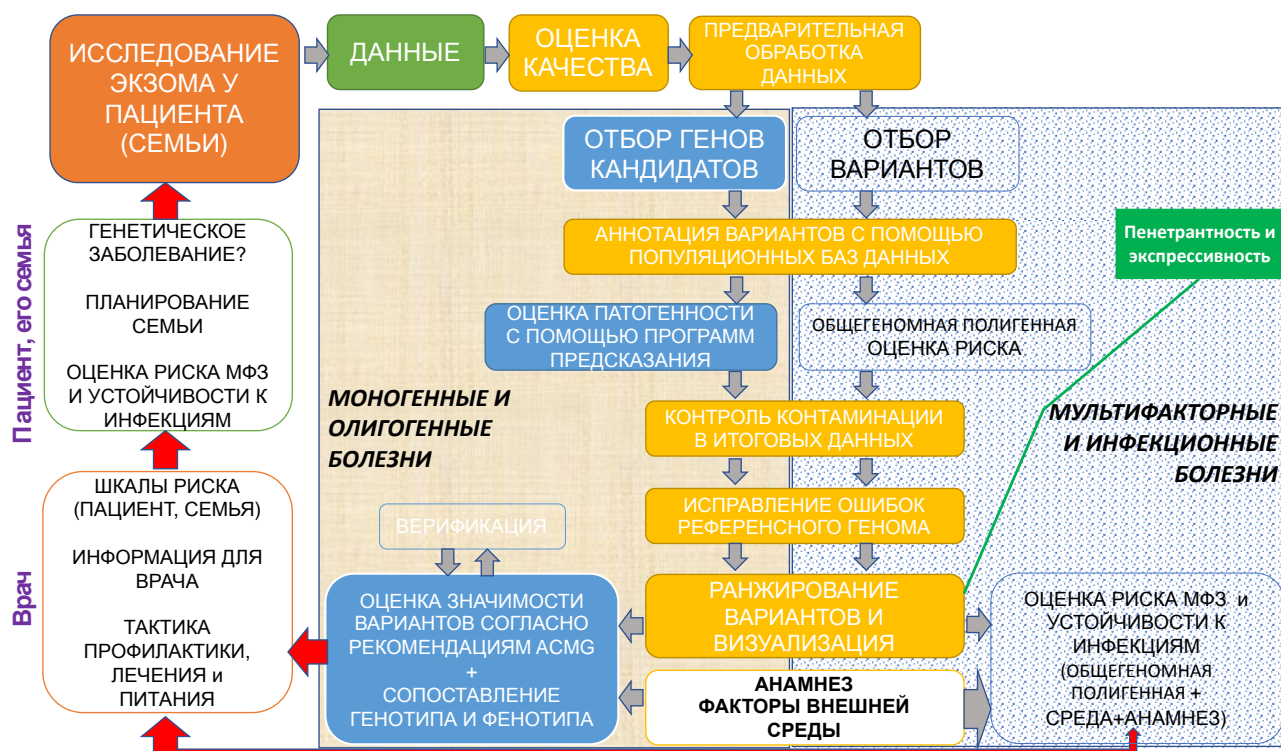 ИССЛЕДОВАНИЕ
ЭКЗОМА У
ПАЦИЕНТА
(СЕМЬИ)
ДАННЫЕ
ОЦЕНКА
КАЧЕСТВА
ПРЕДВАРИТЕЛЬНАЯ
ОБРАБОТКА
ДАННЫХ
ОТБОР ГЕНОВ
КАНДИДАТОВ
ОТБОР
ВАРИАНТОВ
АННОТАЦИЯ ВАРИАНТОВ С ПОМОЩЬЮ
ПОПУЛЯЦИОННЫХ БАЗ ДАННЫХ
Пенетрантность и
экспрессивность
ОЦЕНКА ПАТОГЕННОСТИ
С ПОМОЩЬЮ ПРОГРАММ
ПРЕДСКАЗАНИЯ
ОБЩЕГЕНОМНАЯ ПОЛИГЕННАЯ
ОЦЕНКА РИСКА
МОНОГЕННЫЕ И
ОЛИГОГЕННЫЕ
БОЛЕЗНИ
КОНТРОЛЬ КОНТАМИНАЦИИ
В ИТОГОВЫХ ДАННЫХ
МУЛЬТИФАКТОРНЫЕ
И ИНФЕКЦИОННЫЕ
БОЛЕЗНИ
ИСПРАВЛЕНИЕ ОШИБОК
РЕФЕРЕНСНОГО ГЕНОМА
ВЕРИФИКАЦИЯ
РАНЖИРОВАНИЕ
ВАРИАНТОВ И
ВИЗУАЛИЗАЦИЯ
ОЦЕНКА ЗНАЧИМОСТИ
ВАРИАНТОВ СОГЛАСНО
РЕКОМЕНДАЦИЯМ ACMG
+
СОПОСТАВЛЕНИЕ
ГЕНОТИПА И ФЕНОТИПА
АНАМНЕЗ
ФАКТОРЫ ВНЕШНЕЙ
СРЕДЫ
ОЦЕНКА РИСКА МФЗ и
УСТОЙЧИВОСТИ К
ИНФЕКЦИЯМ
(ОБЩЕГЕНОМНАЯ
ПОЛИГЕННАЯ +
СРЕДА+АНАМНЕЗ)
Пациент, его семья
ГЕНЕТИЧЕСКОЕ
ЗАБОЛЕВАНИЕ?
ПЛАНИРОВАНИЕ
СЕМЬИ
ОЦЕНКА РИСКА МФЗ
И УСТОЙЧИВОСТИ К
ИНФЕКЦИЯМ
Врач
ШКАЛЫ РИСКА
(ПАЦИЕНТ, СЕМЬЯ)
ИНФОРМАЦИЯ ДЛЯ
ВРАЧА
ТАКТИКА
ПРОФИЛАКТИКИ,
ЛЕЧЕНИЯ и
ПИТАНИЯ